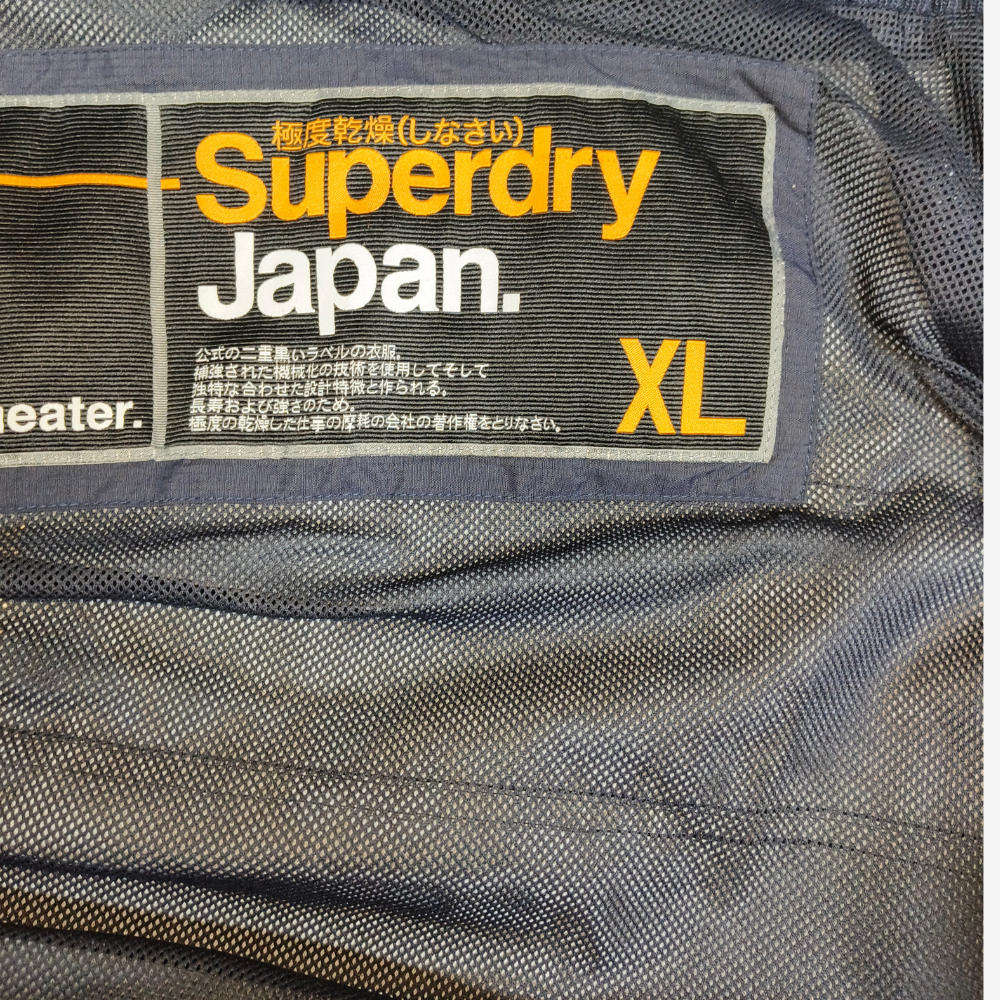 極度乾燥(しなさい)
Superdry
Japan.
公式の二重黒いラベルの衣服。
補強された機械化の技術を使用してそして
独特な合わせた設計特徴と作られる。
長寿および強さのため。
極度の乾燥した仕事の摩耗の会社の著作権をとりなさい。
XL
heater.